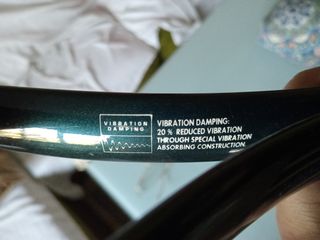 VIBRATION
DAMPING
VIBRATION DAMPING:
20 % REDUCED VIBRATION
THROUGH SPECIAL VIBRATION
ABSORBING CONSTRUCTION.